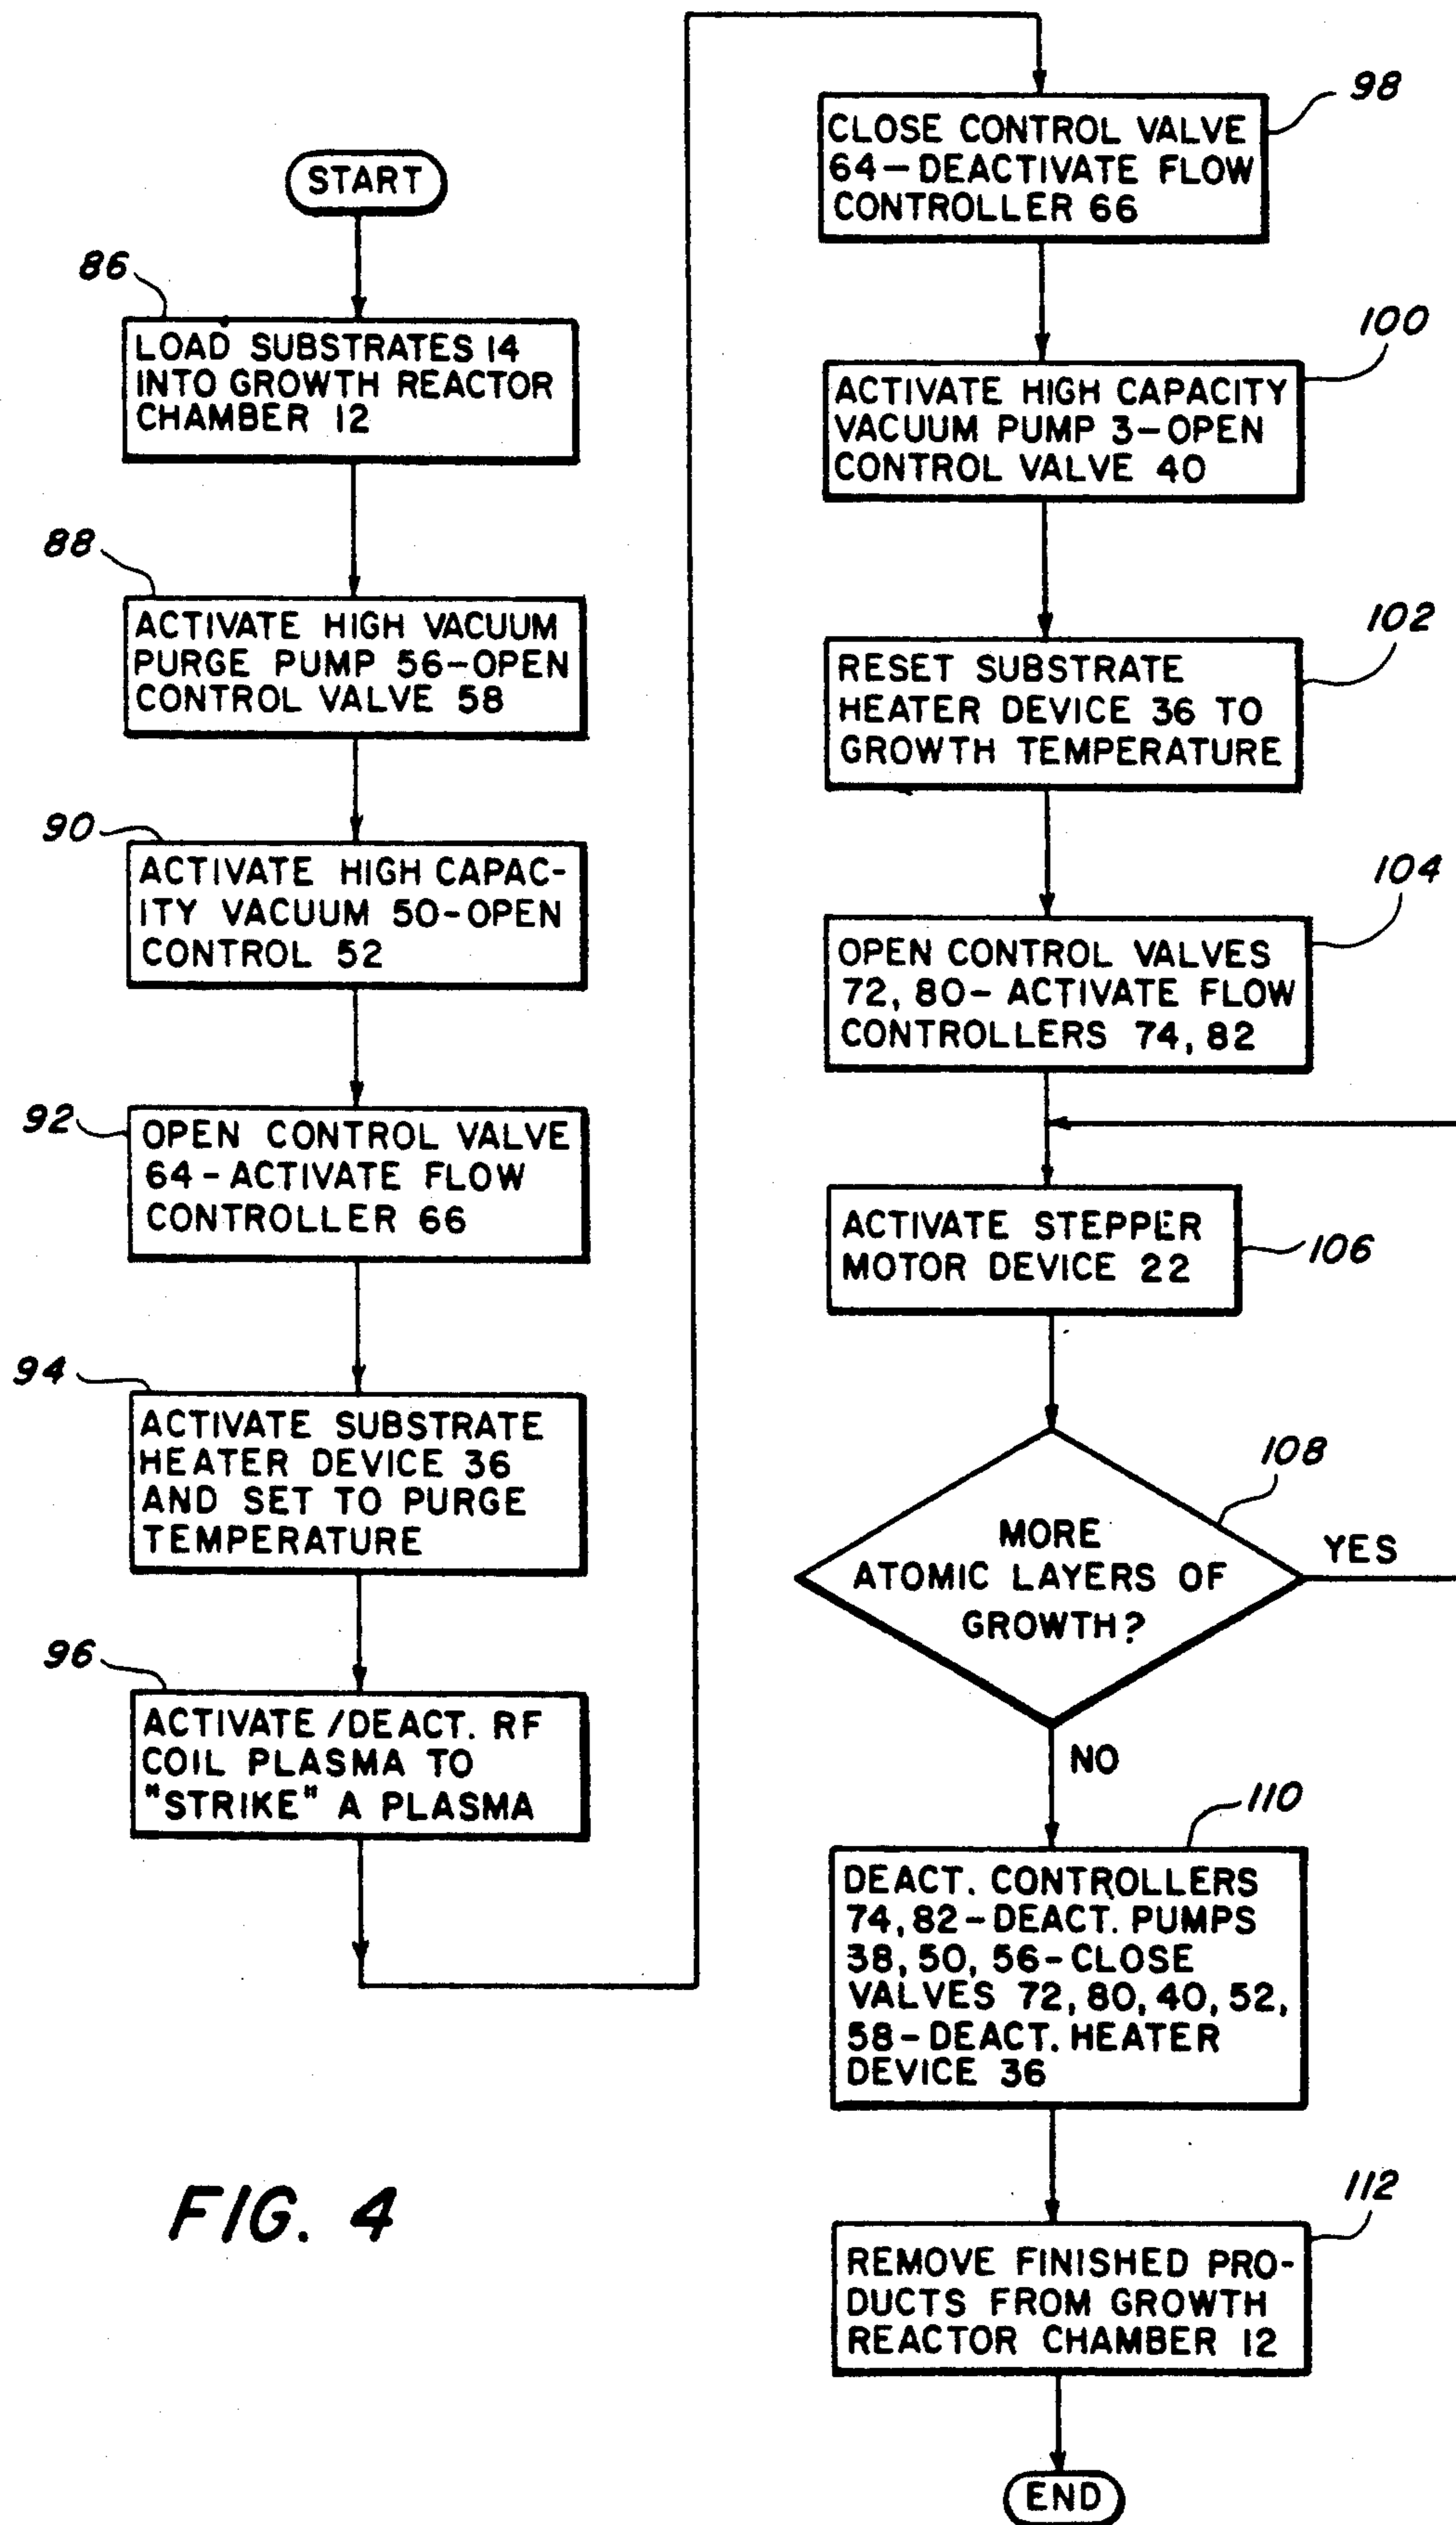 START
86
LOAD SUBSTRATES 14
INTO GROWTH REACTOR
CHAMBER 12
88
ACTIVATE HIGH VACUUM
PURGE PUMP 56-OPEN
CONTROL VALVE 58
90
ACTIVATE HIGH CAPAC-
ITY VACUUM 50-OPEN
CONTROL 52
92
OPEN CONTROL VALVE
64-ACTIVATE FLOW
CONTROLLER 66
94
ACTIVATE SUBSTRATE
HEATER DEVICE 36
AND SET TO PURGE
TEMPERATURE
96
ACTIVATE/DEACT. RF
COIL PLASMA TO
"STRIKE" A PLASMA
98
CLOSE CONTROL VALVE
64-DEACTIVATE FLOW
CONTROLLER 66
100
ACTIVATE HIGH CAPACITY
VACUUM PUMP 3-OPEN
CONTROL VALVE 40
102
RESET SUBSTRATE
HEATER DEVICE 36 TO
GROWTH TEMPERATURE
104
OPEN CONTROL VALVES
72, 80-ACTIVATE FLOW
CONTROLLERS 74, 82
ACTIVATE STEPPER
MOTOR DEVICE 22
106
108
MORE
ATOMIC LAYERS OF
GROWTH?
YES
NO
110
DEACT. CONTROLLERS
74, 82-DEACT. PUMPS
38, 50, 56-CLOSE
VALVES 72, 80, 40, 52,
58-DEACT. HEATER
DEVICE 36
112
REMOVE FINISHED PRO-
DUCTS FROM GROWTH
REACTOR CHAMBER 12
END
FIG. 4